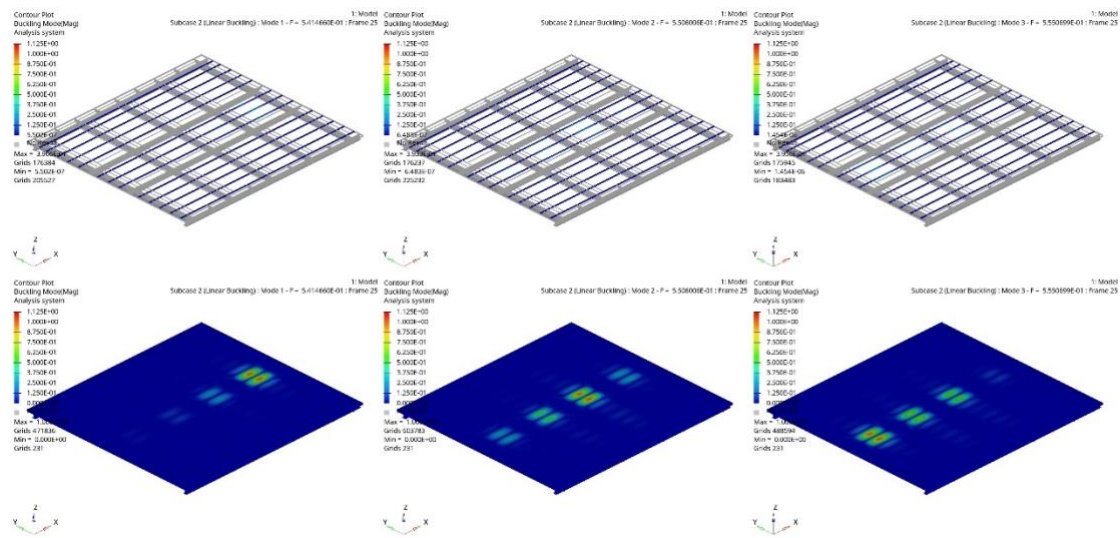 Contour Plot
Buckling Mode(Mag)
Analysis system
1: Model
Subcase 2 (Linear Buckling) : Mode 1 - F = 5.414660E-01 : Frame 25
1.125E+00
1.000E+00
8.750E-01
7.500E-01
6.250E-01
5.000E-01
3.750E-01
2.500E-01
1.250E-01
Grids 176384
Min = 5.502E-07
Grids 205527
Z
Y X
Contour Plot
Buckling Mode(Mag)
Analysis system
1: Model
Subcase 2 (Linear Buckling) : Mode 2 - F = 5.506006E-01 : Frame 25
1.125E+00
1.000E+00
8.750E-01
7.500E-01
6.250E-01
5.000E-01
3.750E-01
2.500E-01
1.250E-01
Grids 176237
Min = 6.483E-07
Grids 225232
Z
Y X
Contour Plot
Buckling Mode(Mag)
Analysis system
1: Model
Subcase 2 (Linear Buckling) : Mode 3 - F = 5.550899E-01 : Frame 25
1.125E+00
1.000E+00
8.750E-01
7.500E-01
6.250E-01
5.000E-01
3.750E-01
2.500E-01
1.250E-01
Grids 175945
Min = 1.454E-06
Grids 183483
Z
Y X
Contour Plot
Buckling Mode(Mag)
Analysis system
1: Model
Subcase 2 (Linear Buckling) : Mode 1 - F = 5.414660E-01 : Frame 25
1.125E+00
1.000E+00
8.750E-01
7.500E-01
6.250E-01
5.000E-01
3.750E-01
2.500E-01
1.250E-01
Grids 471836
Min = 0.000E+00
Grids 231
Z
Y X
Contour Plot
Buckling Mode(Mag)
Analysis system
1: Model
Subcase 2 (Linear Buckling) : Mode 2 - F = 5.506006E-01 : Frame 25
1.125E+00
1.000E+00
8.750E-01
7.500E-01
6.250E-01
5.000E-01
3.750E-01
2.500E-01
1.250E-01
Grids 603783
Min = 0.000E+00
Grids 231
Z
Y X
Contour Plot
Buckling Mode(Mag)
Analysis system
1: Model
Subcase 2 (Linear Buckling) : Mode 3 - F = 5.550899E-01 : Frame 25
1.125E+00
1.000E+00
8.750E-01
7.500E-01
6.250E-01
5.000E-01
3.750E-01
2.500E-01
1.250E-01
Grids 488594
Min = 0.000E+00
Grids 231
Z
Y X